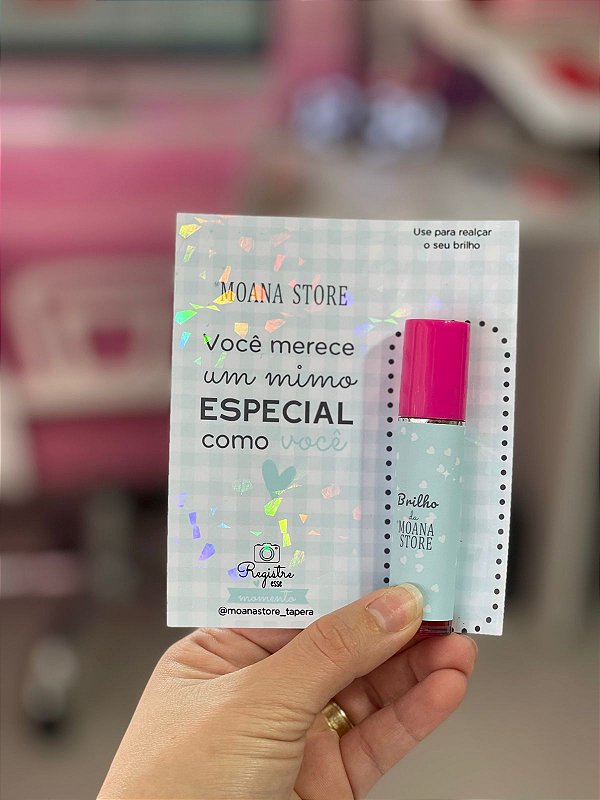 Use para realçar
o seu brilho
MOANA STORE
Você merece
um mimo
ESPECIAL
como você
Registre
esse
momento
@moanastore_tapera
Brilho
da
MOANA
STORE